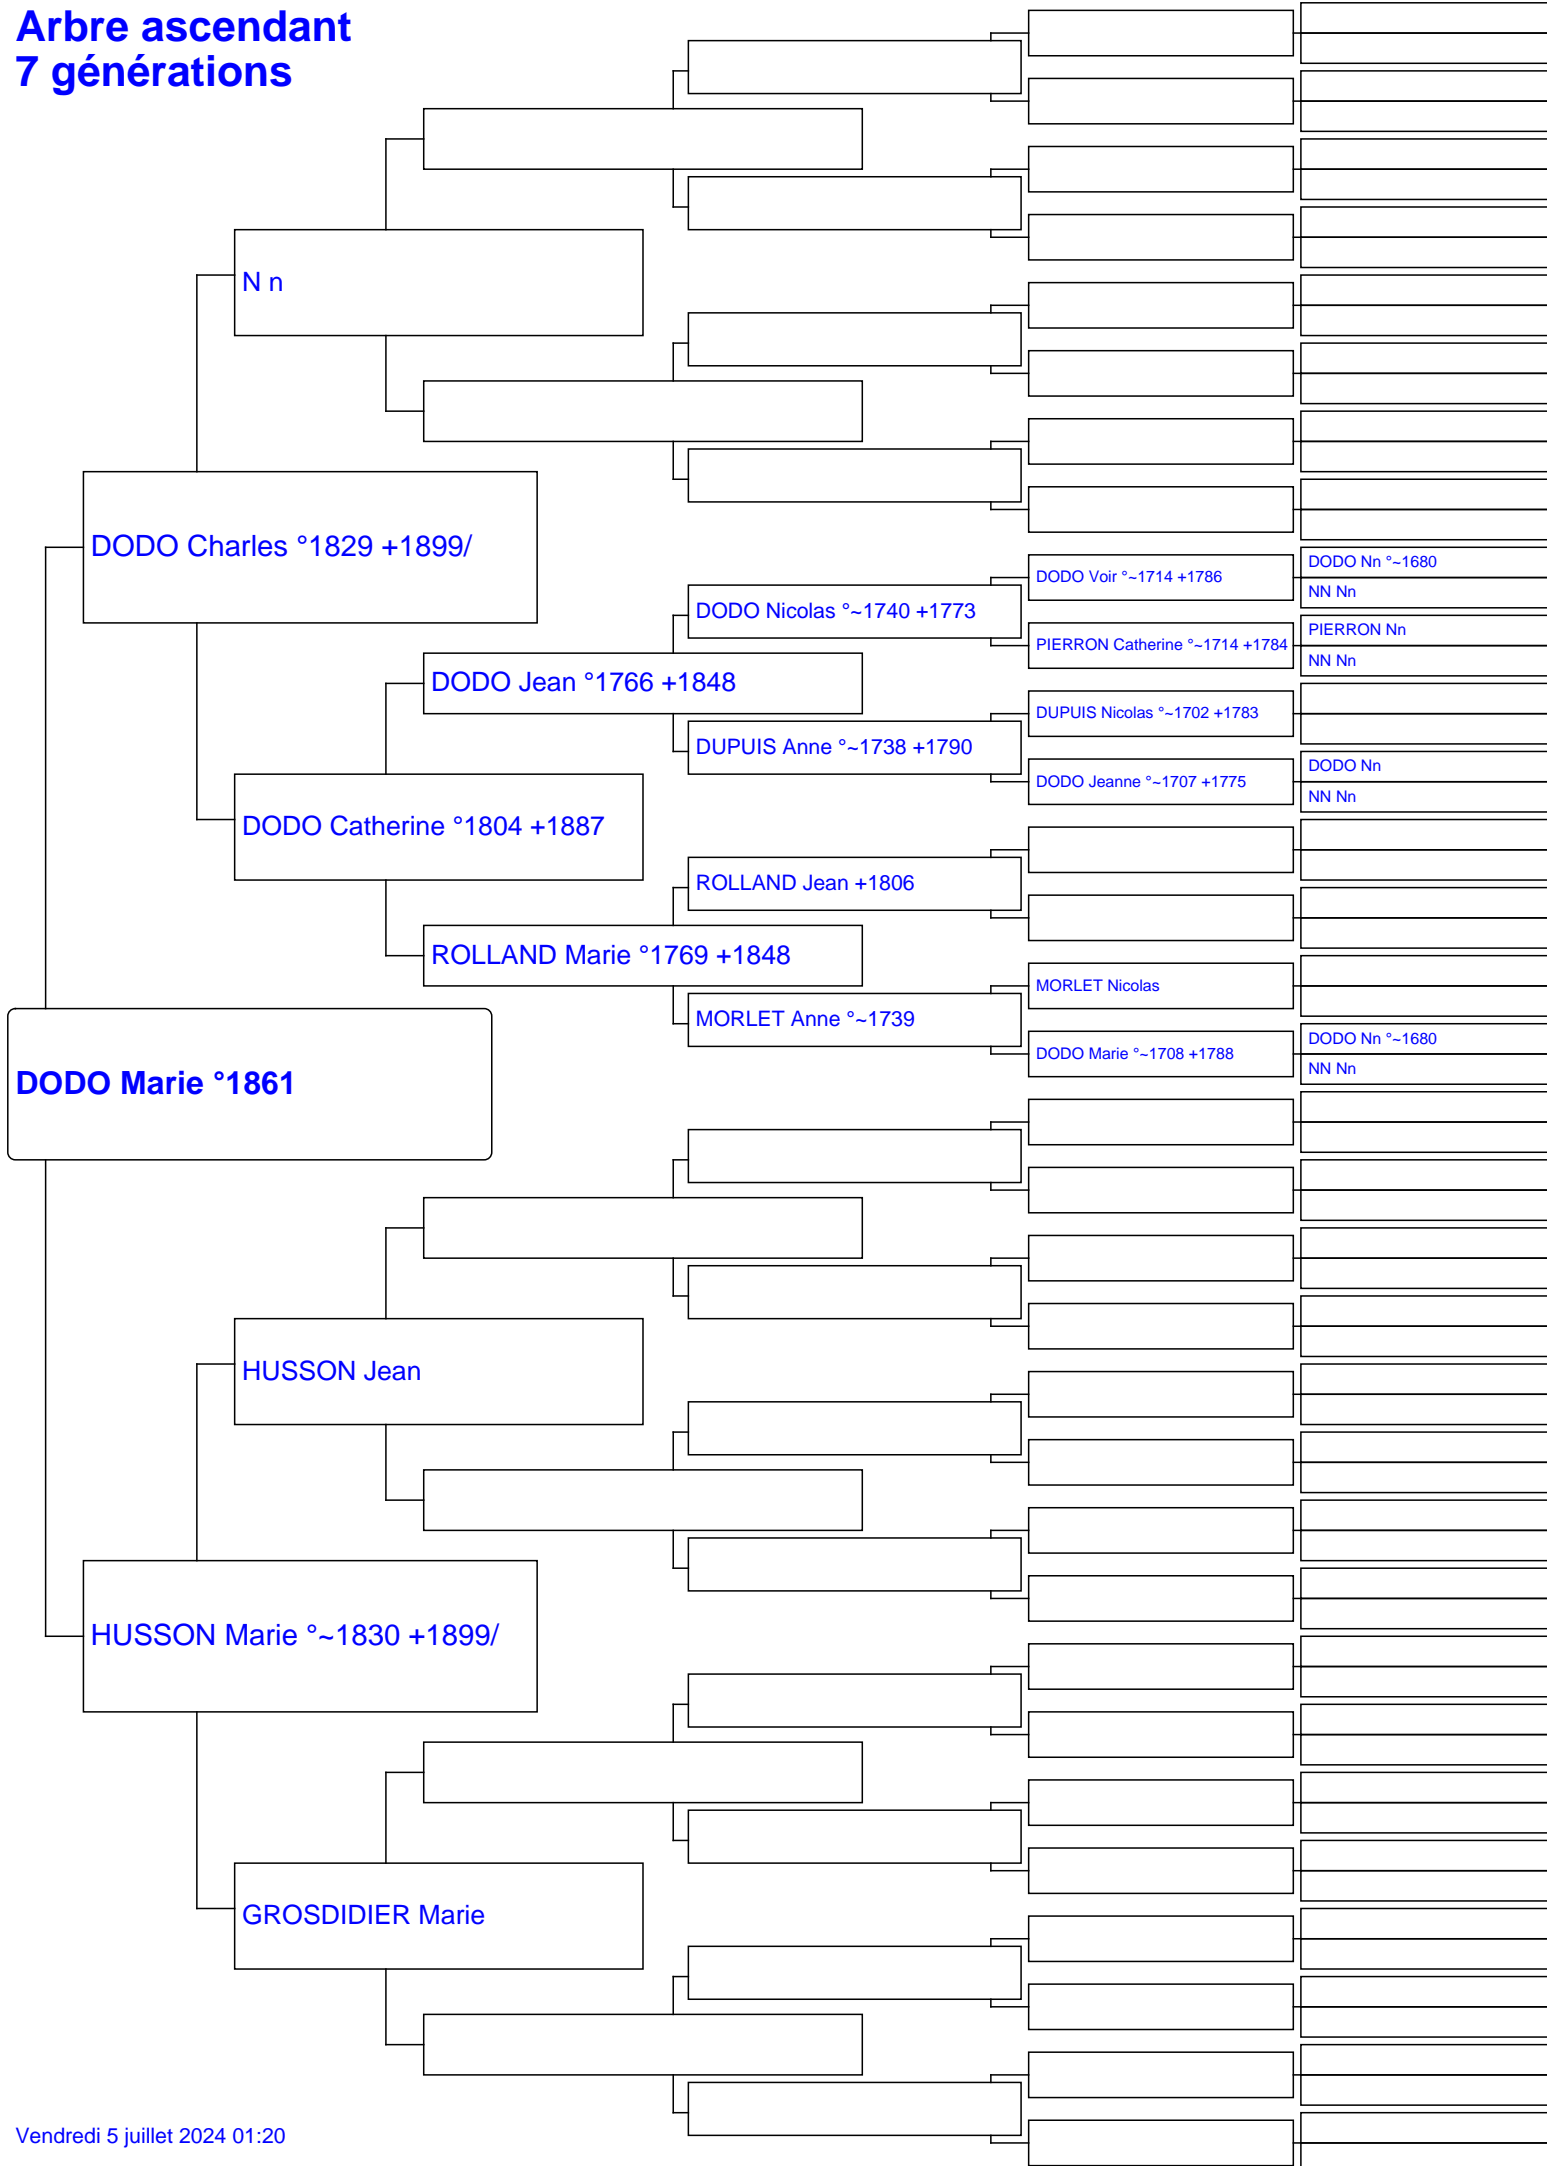 Arbre ascendant
7 générations
N n
DODO Charles °1829 +1899/
DODO Voir °~1714 +1786
DODO Nn °~1680
NN Nn
DODO Nicolas °~1740 +1773
PIERRON Catherine °~1714 +1784
PIERRON Nn
NN Nn
DODO Jean °1766 +1848
DUPUIS Nicolas °~1702 +1783
DUPUIS Anne °~1738 +1790
DODO Jeanne °~1707 +1775
DODO Nn
NN Nn
DODO Catherine °1804 +1887
ROLLAND Jean +1806
ROLLAND Marie °1769 +1848
MORLET Nicolas
MORLET Anne °~1739
DODO Marie °~1708 +1788
DODO Nn °~1680
NN Nn
DODO Marie °1861
HUSSON Jean
HUSSON Marie °~1830 +1899/
GROSDIDIER Marie
Vendredi 5 juillet 2024 01:20